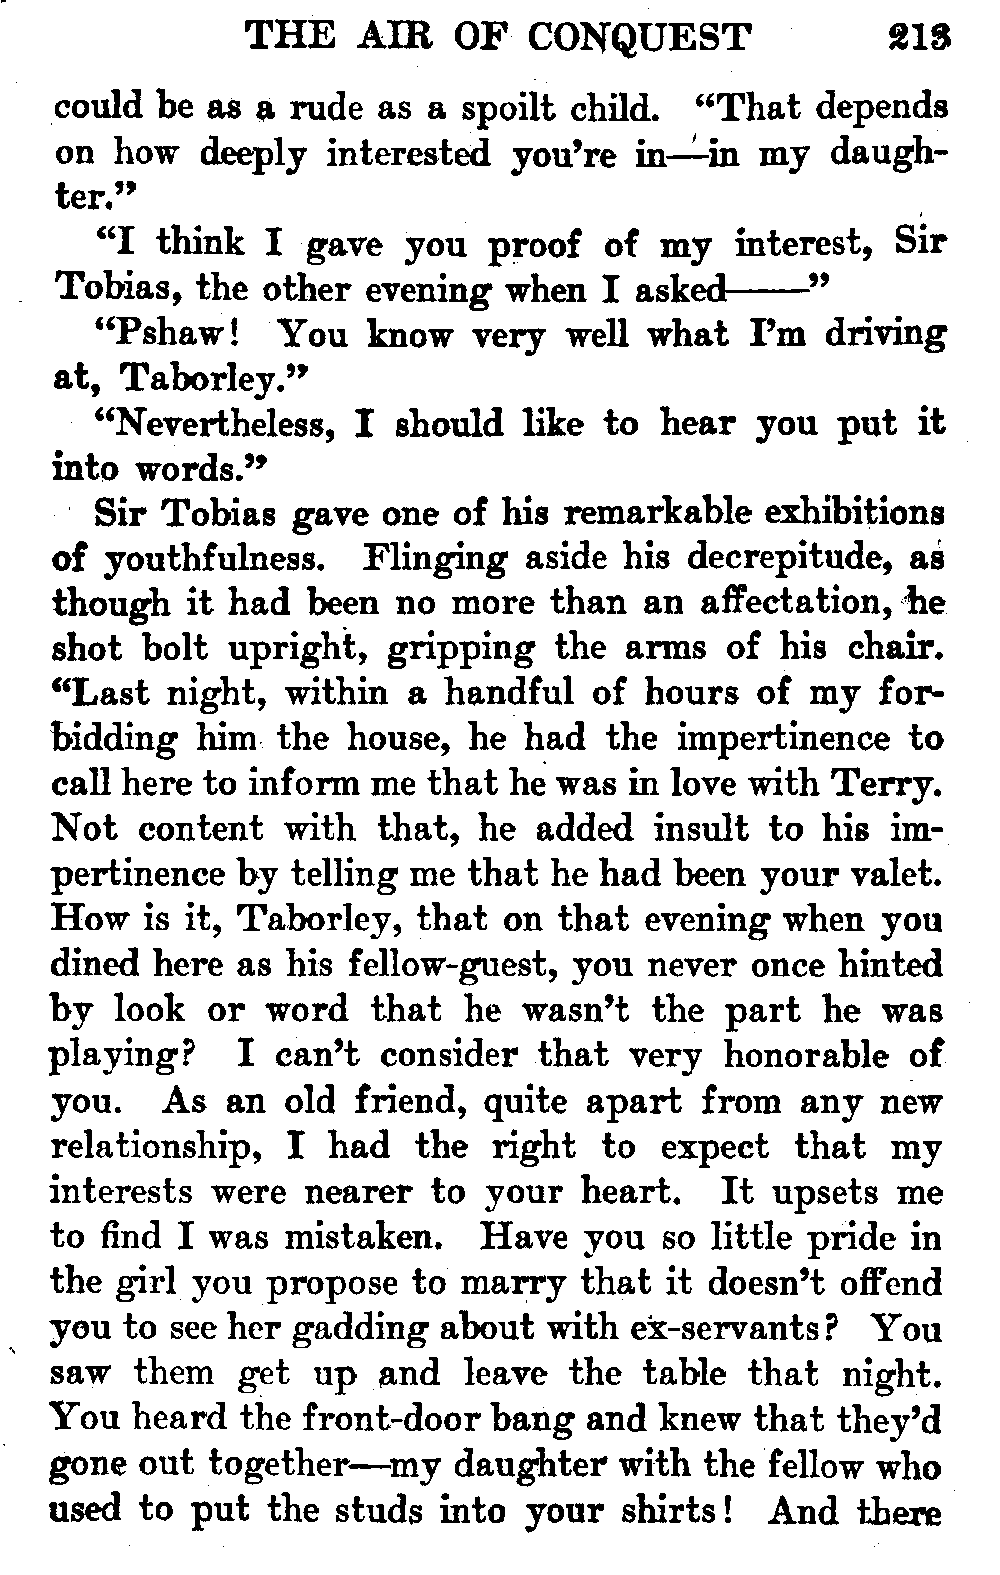 THE AIR OF CONQUEST 213
could be as a rude as a spoilt child. “That depends
on how deeply interested you’re in—in my daugh-
ter.”
“I think I gave you proof of my interest, Sir
Tobias, the other evening when I asked——”
“Pshaw! You know very well what I’m driving
at, Taborley.”
“Nevertheless, I should like to hear you put it
into words.”
Sir Tobias gave one of his remarkable exhibitions
of youthfulness. Flinging aside his decrepitude, as
though it had been no more than an affectation, he
shot bolt upright, gripping the arms of his chair.
“Last night, within a handful of hours of my for-
bidding him the house, he had the impertinence to
call here to inform me that he was in love with Terry.
Not content with that, he added insult to his im-
pertinence by telling me that he had been your valet.
How is it, Taborley, that on that evening when you
dined here as his fellow-guest, you never once hinted
by look or word that he wasn’t the part he was
playing? I can’t consider that very honorable of
you. As an old friend, quite apart from any new
relationship, I had the right to expect that my
interests were nearer to your heart. It upsets me
to find I was mistaken. Have you so little pride in
the girl you propose to marry that it doesn’t offend
you to see her gadding about with ex-servants? You
saw them get up and leave the table that night.
You heard the front-door bang and knew that they’d
gone out together—my daughter with the fellow who
used to put the studs into your shirts! And there